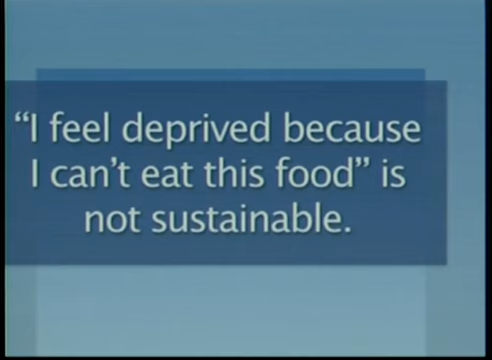 “I feel deprived because
I can’t eat this food” is
not sustainable.